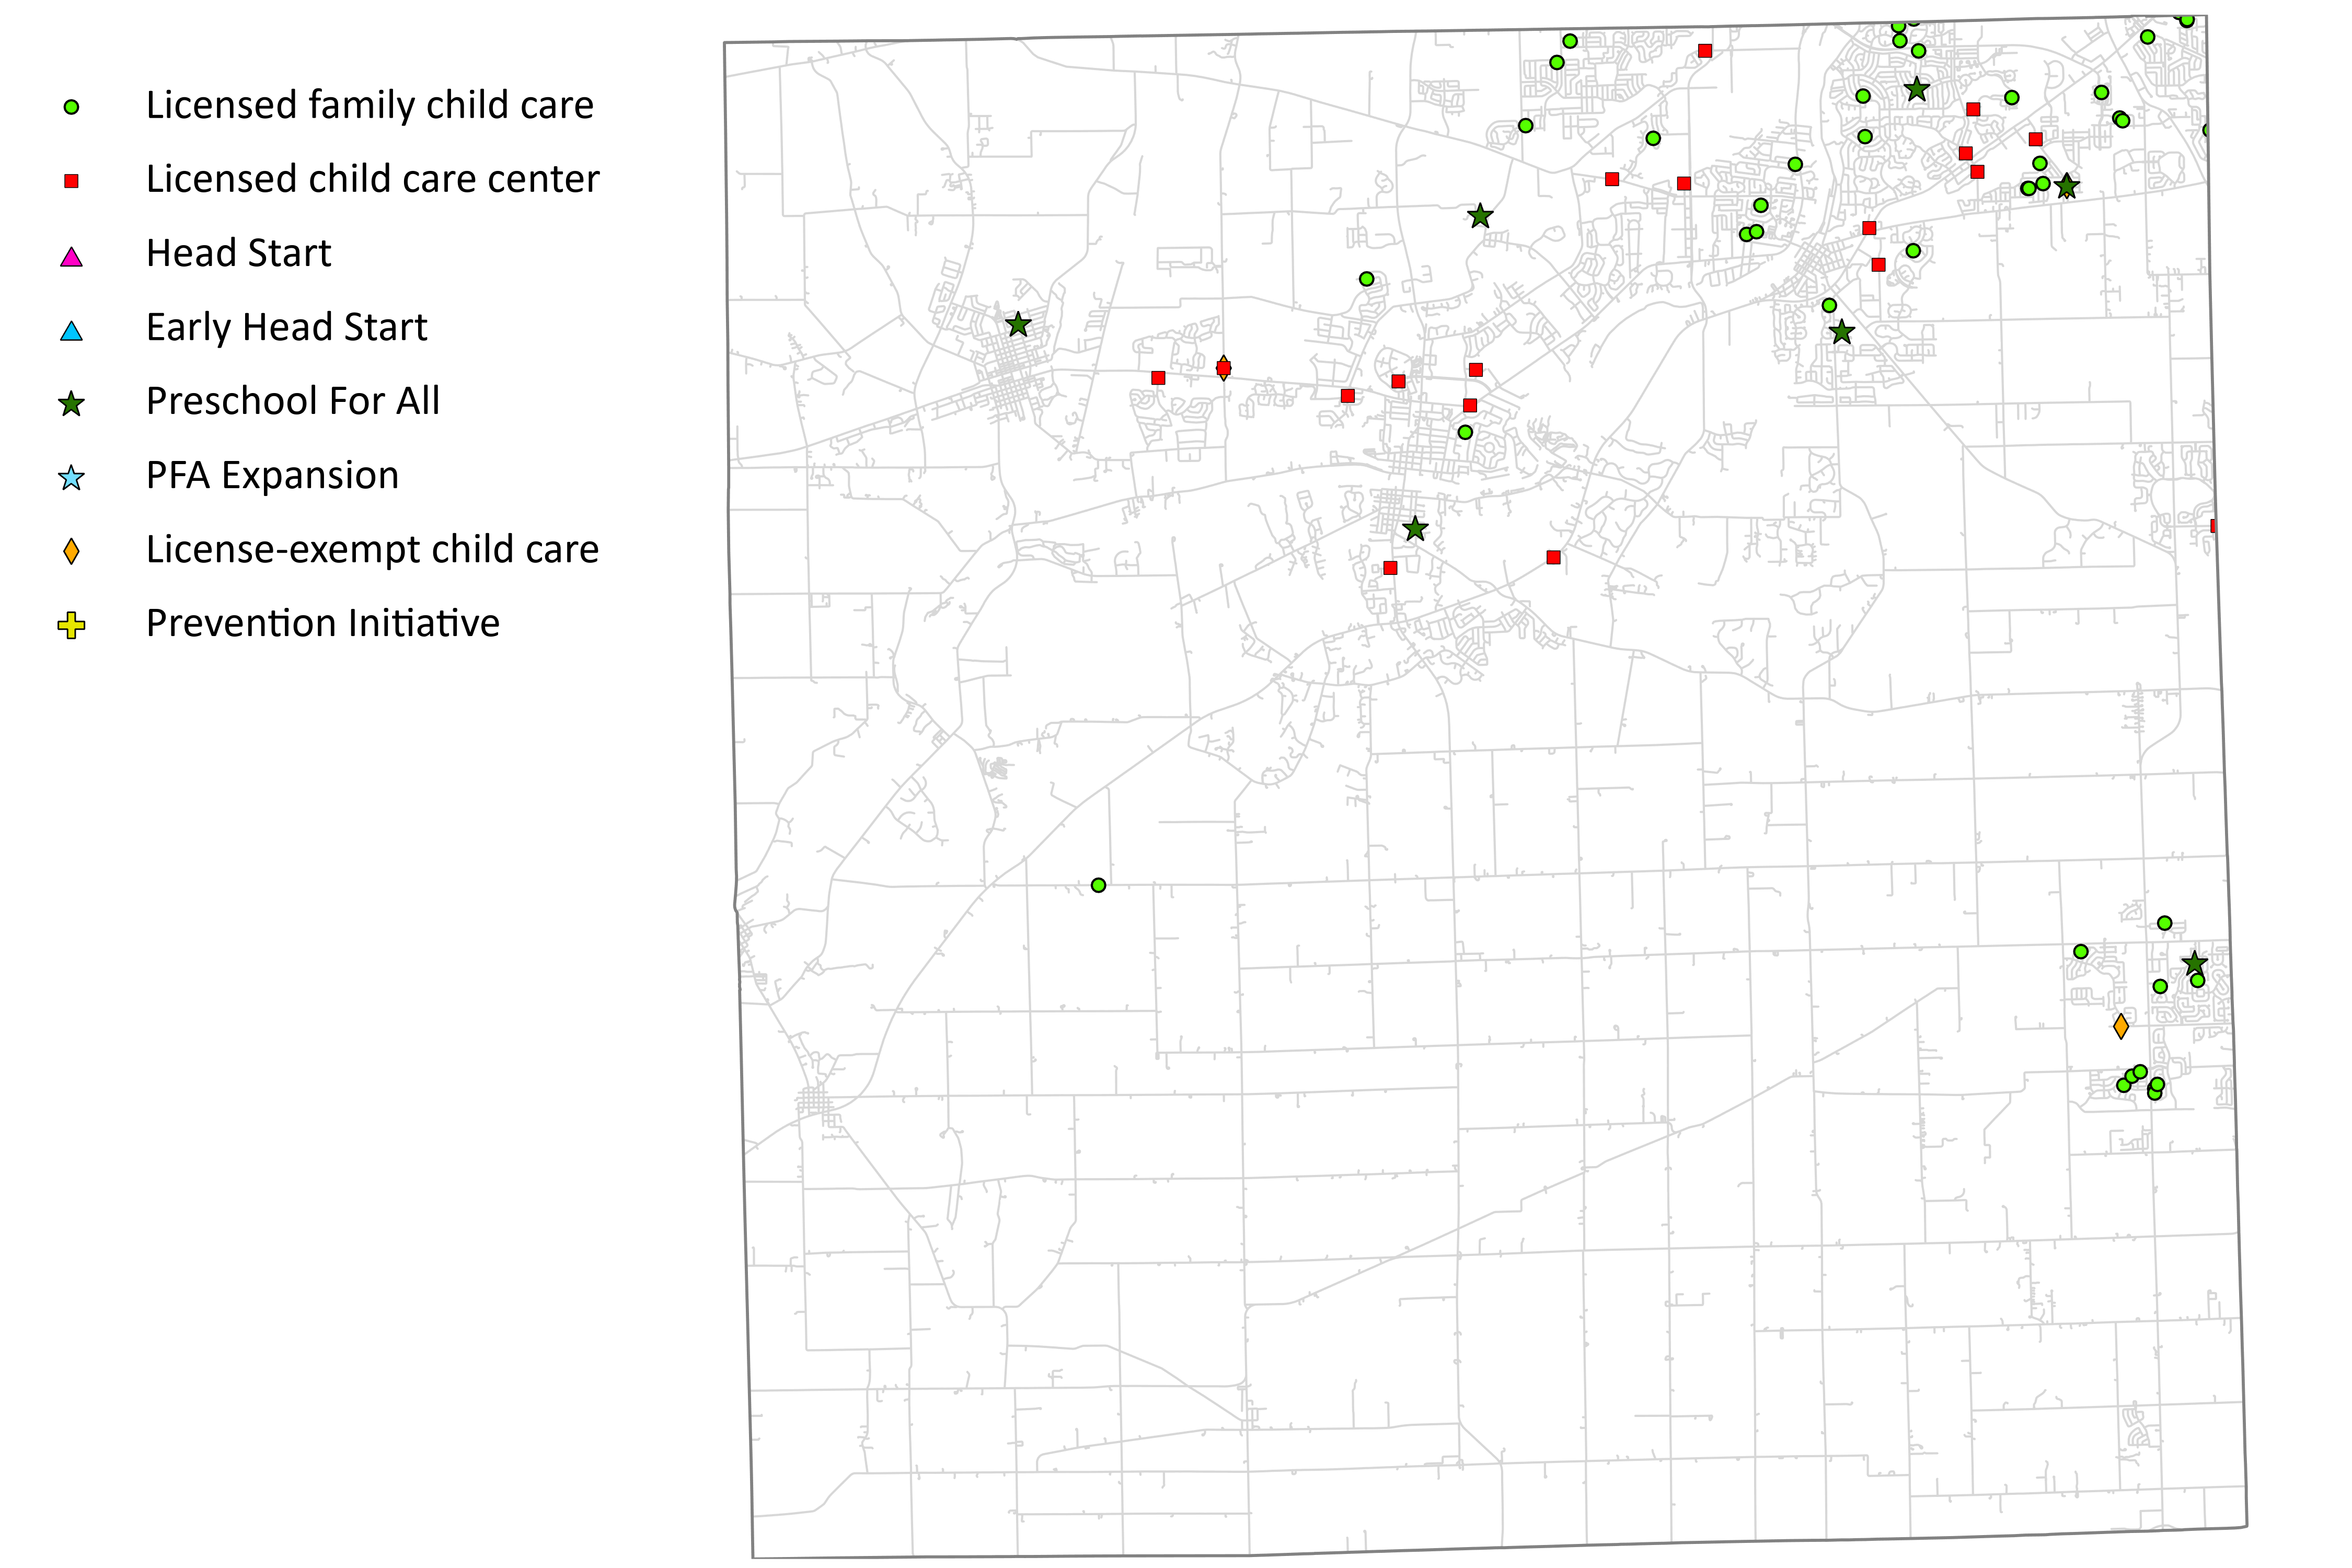 Licensed family child care
Licensed child care center
Head Start
Early Head Start
Preschool For All
PFA Expansion
License-exempt child care
Prevention Initiative